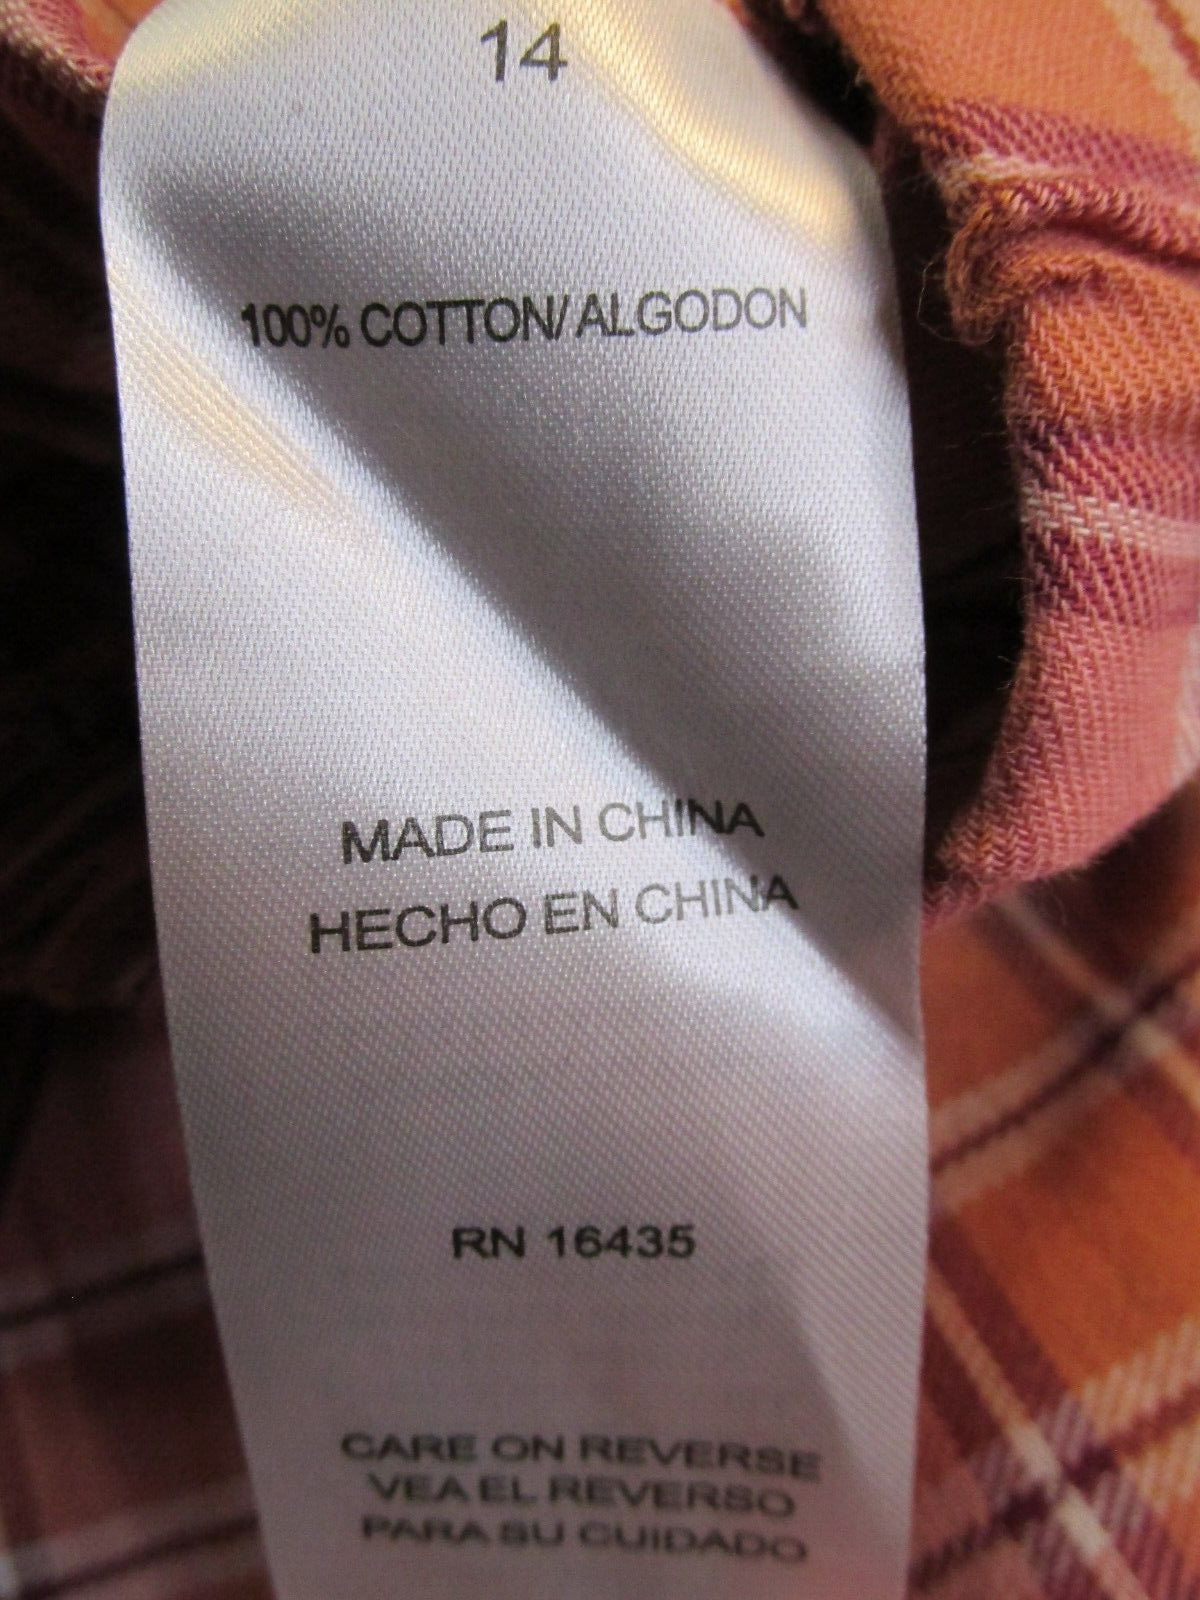 14
100% COTTON/ALGODON
MADE IN CHINA
HECHO EN CHINA
RN 16435
CARE ON REVERSE
VEA EL REVERSO
PARA SU CUIDADO